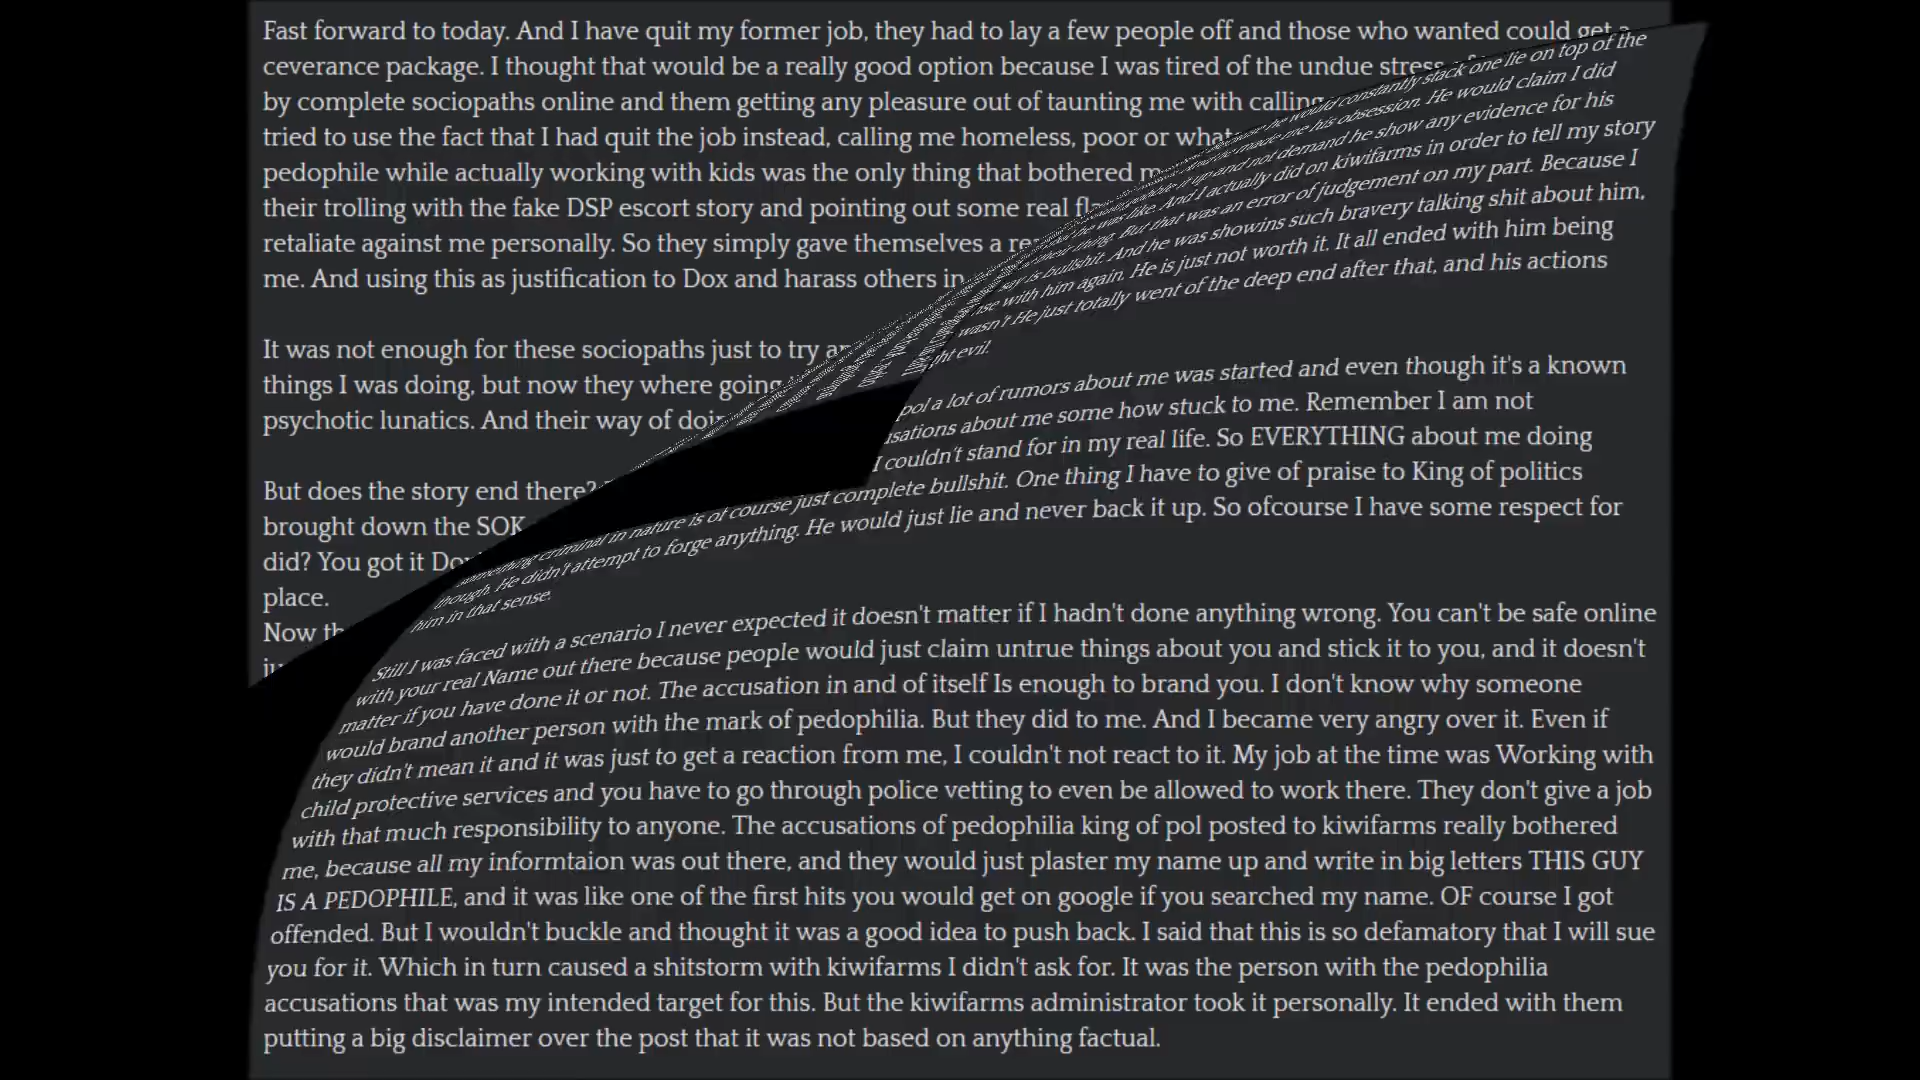 Fast forward to today. And I have quit my former job, they had to lay a few people off and those who wanted could get a
ceverance package. I thought that would be a really good option because I was tired of the undue stress
by complete sociopaths online and them getting any pleasure out of taunting me with calling
tried to use the fact that I had quit the job instead, calling me homeless, poor or
pedophile while actually working with kids was the only thing that bothered
their trolling with the fake DSP escort story and pointing out some real
retaliate against me personally. So they simply gave themselves a
me. And using this as justification to Dox and harass others in
It was not enough for these sociopaths just to try
things I was doing, but now they where going
psychotic lunatics. And their way of
But does the story end there?
brought down the SOK
did? You got it
place.
Now
he would constantly stack one lie on top of the
made me his obsession. He would claim I did
up and not demand he show any evidence for his
like. And I actually did on kiwifarms in order to tell my story
their thing. But that was an error of judgement on my part. Because I
say is bullshit. And he was showins such bravery talking shit about him,
with him again. He is just not worth it. It all ended with him being
wasn't He just totally went of the deep end after that, and his actions
evil.
pol a lot of rumors about me was started and even though it's a known
about me some how stuck to me. Remember I am not
I couldn't stand for in my real life. So EVERYTHING about me doing
something criminal in nature is of course just complete bullshit. One thing I have to give of praise to King of politics
though. He didn't attempt to forge anything. He would just lie and never back it up. So ofcourse I have some respect for
him in that sense.
Still I was faced with a scenario I never expected it doesn't matter if I hadn't done anything wrong. You can't be safe online
with your real Name out there because people would just claim untrue things about you and stick it to you, and it doesn't
matter if you have done it or not. The accusation in and of itself Is enough to brand you. I don't know why someone
would brand another person with the mark of pedophilia. But they did to me. And I became very angry over it. Even if
they didn't mean it and it was just to get a reaction from me, I couldn't not react to it. My job at the time was Working with
child protective services and you have to go through police vetting to even be allowed to work there. They don't give a job
with that much responsibility to anyone. The accusations of pedophilia king of pol posted to kiwifarms really bothered
me, because all my informtaion was out there, and they would just plaster my name up and write in big letters THIS GUY
IS A PEDOPHILE, and it was like one of the first hits you would get on google if you searched my name. OF course I got
offended. But I wouldn't buckle and thought it was a good idea to push back. I said that this is so defamatory that I will sue
you for it. Which in turn caused a shitstorm with kiwifarms I didn't ask for. It was the person with the pedophilia
accusations that was my intended target for this. But the kiwifarms administrator took it personally. It ended with them
putting a big disclaimer over the post that it was not based on anything factual.